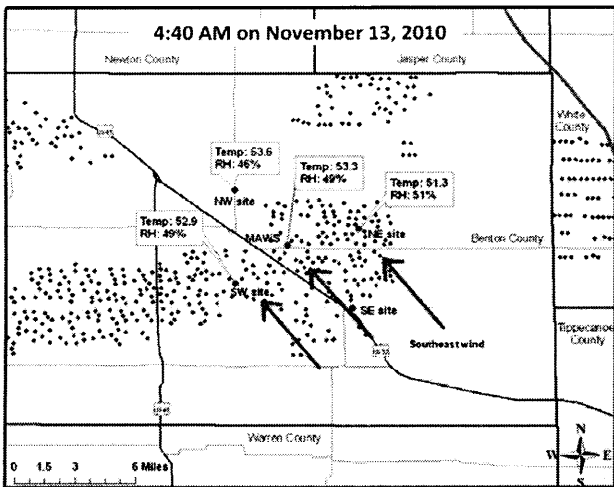 4:40 AM on November 13, 2010
Newton County
Jasper County
White
County
Temp: 53.6
RH: 46%
Temp: 53.3
RH: 49%
Temp: 51.3
RH: 51%
NW site
Temp: 52.9
RH: 49%
MAWS
NE site
Benton County
SW site
SE site
Southeast wind
Tippecanoe
County
Warren County
0 1.5 3 6 Miles
N
W E
S